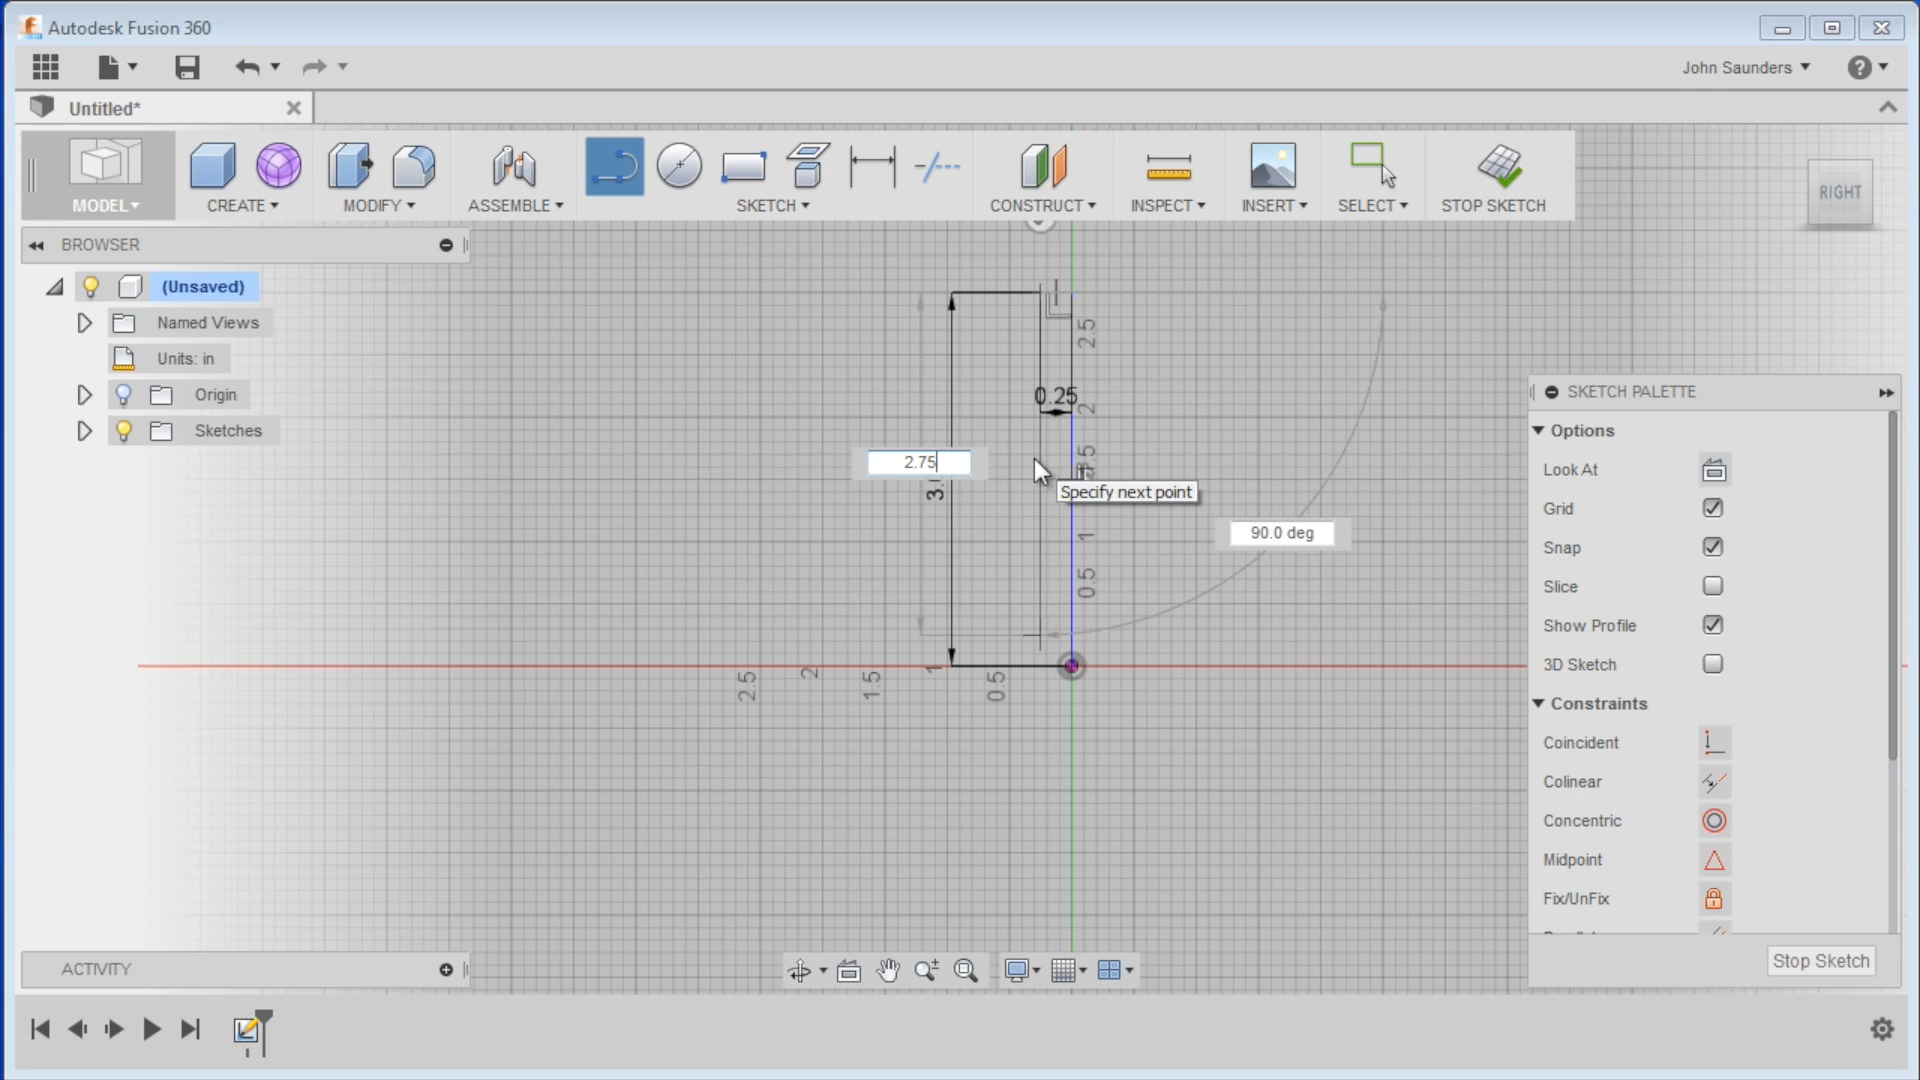 Autodesk Fusion 360
John Saunders
Untitled*
MODEL
CREATE
MODIFY
ASSEMBLE
SKETCH
CONSTRUCT
INSPECT
INSERT
SELECT
STOP SKETCH
RIGHT
BROWSER
(Unsaved)
Named Views
Units: in
Origin
Sketches
2.5
0.25
2
2.75
3.
Specify next point
1
90.0 deg
0.5
2.5
2
1.5
1
0.5
SKETCH PALETTE
Options
Look At
Grid
Snap
Slice
Show Profile
3D Sketch
Constraints
Coincident
Colinear
Concentric
Midpoint
Fix/UnFix
Stop Sketch
ACTIVITY